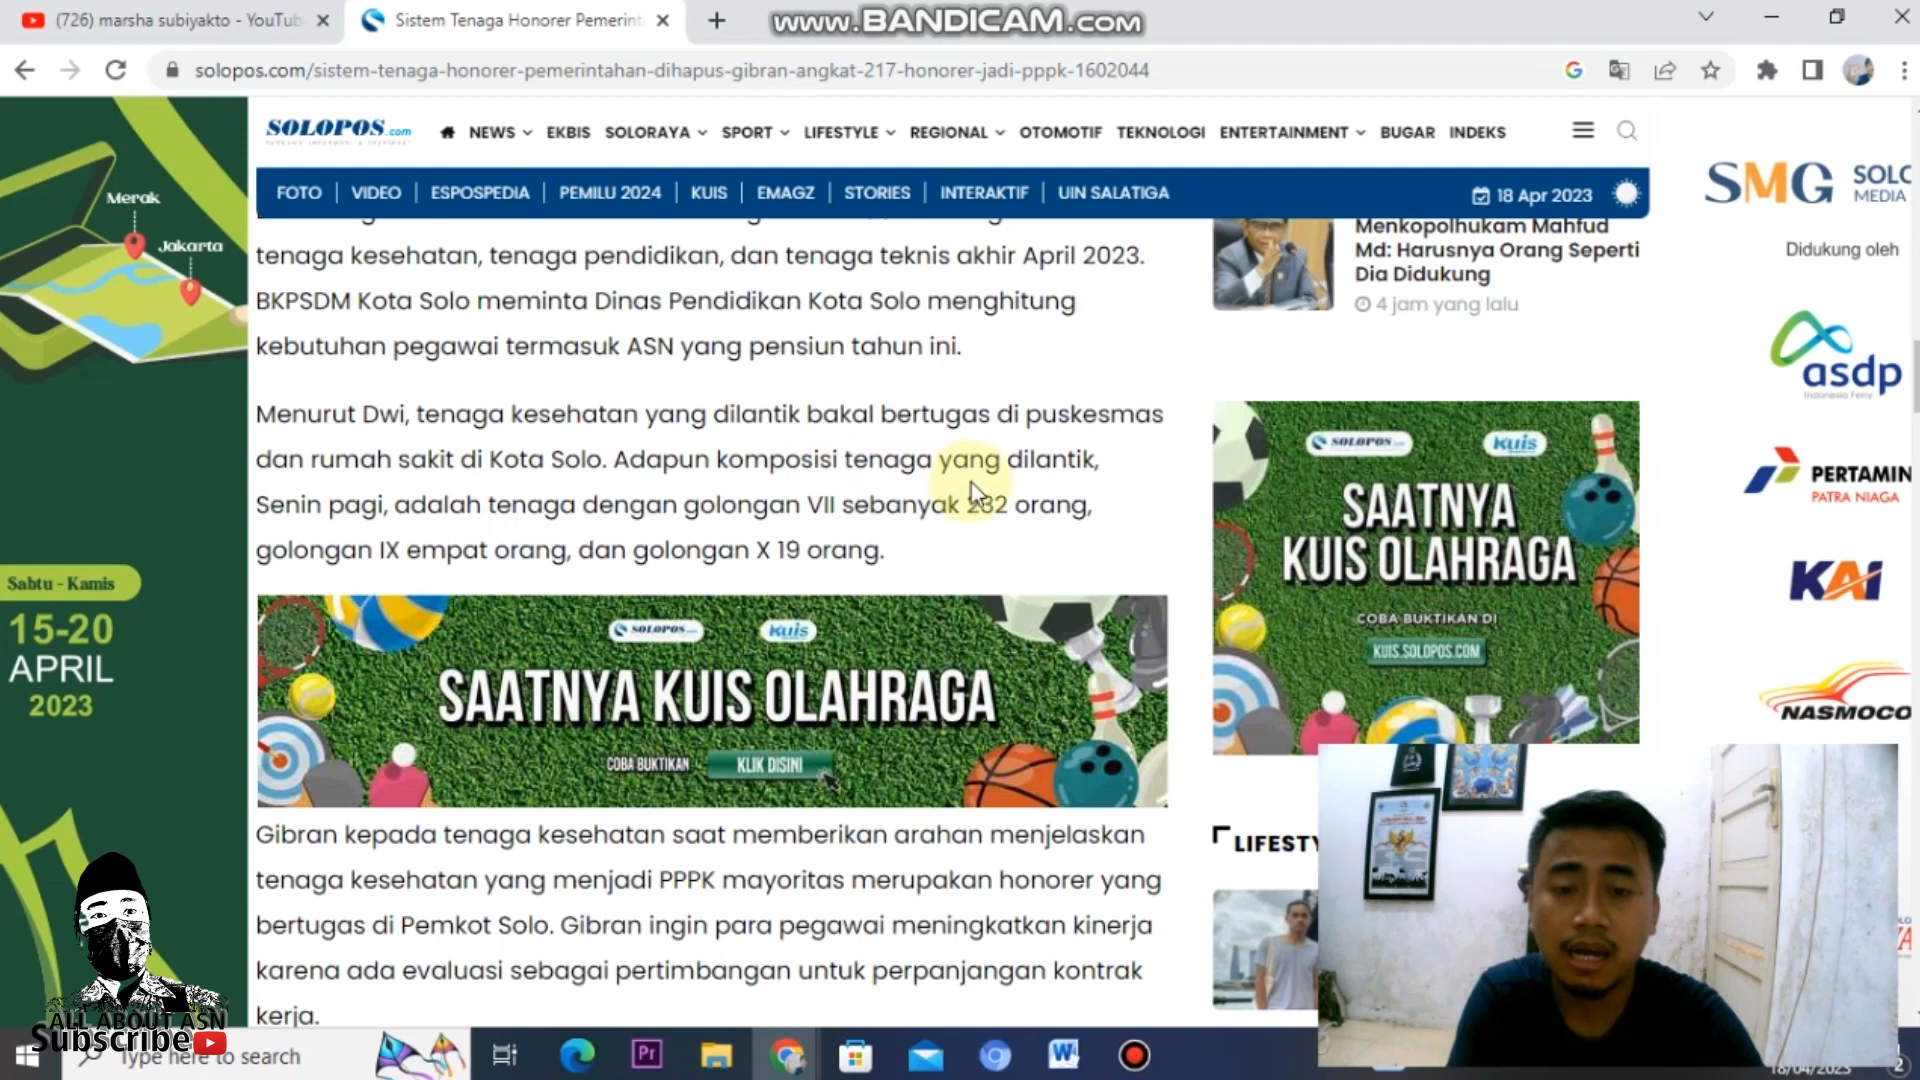 (726) marsha subiyakto - YouTub
Sistem Tenaga Honorer Pemerint
www.BANDICAM.com
solopos.com/sistem-tenaga-honorer-pemerintahan-dihapus-gibran-angkat-217-honorer-jadi-pppk-1602044
SOLOPOS.com
NEWS EKBIS SOLORAYA SPORT LIFESTYLE REGIONAL OTOMOTIF TEKNOLOGI ENTERTAINMENT BUGAR INDEKS
FOTO VIDEO ESPOSPEDIA PEMILU 2024 KUIS EMAGZ STORIES INTERAKTIF UIN SALATIGA
18 Apr 2023
Merak
Jakarta
Sabtu - Kamis
15-20
APRIL
2023
tenaga kesehatan, tenaga pendidikan, dan tenaga teknis akhir April 2023.
BKPSDM Kota Solo meminta Dinas Pendidikan Kota Solo menghitung
kebutuhan pegawai termasuk ASN yang pensiun tahun ini.
Menurut Dwi, tenaga kesehatan yang dilantik bakal bertugas di puskesmas
dan rumah sakit di Kota Solo. Adapun komposisi tenaga yang dilantik,
Senin pagi, adalah tenaga dengan golongan VII sebanyak orang,
golongan IX empat orang, dan golongan X 19 orang.
SOLOPOS
Kuis
SAATNYA KUIS OLAHRAGA
COBA BUKTIKAN KLIK DISINI
Gibran kepada tenaga kesehatan saat memberikan arahan menjelaskan
tenaga kesehatan yang menjadi PPPK mayoritas merupakan honorer yang
bertugas di Pemkot Solo. Gibran ingin para pegawai meningkatkan kinerja
karena ada evaluasi sebagai pertimbangan untuk perpanjangan kontrak
kerja.
Menkopolhukam Mahfud
Md: Harusnya Orang Seperti
Dia Didukung
4 jam yang lalu
SOLOPOS
Kuis
SAATNYA
KUIS OLAHRAGA
COBA BUKTIKAN DI
KUIS.SOLOPOS.COM
LIFESTY
SMG SOLO
MEDIA
Didukung oleh
asdp
Indonesia Ferry
PERTAMIN
PATRA NIAGA
KAI
NASMOCO
ALL ABOUT ASN
Subscribe
Type here to search
18/04/2023
2